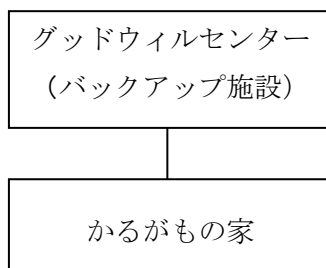 グッドウィルセンター
（バックアップ施設）
かるがもの家